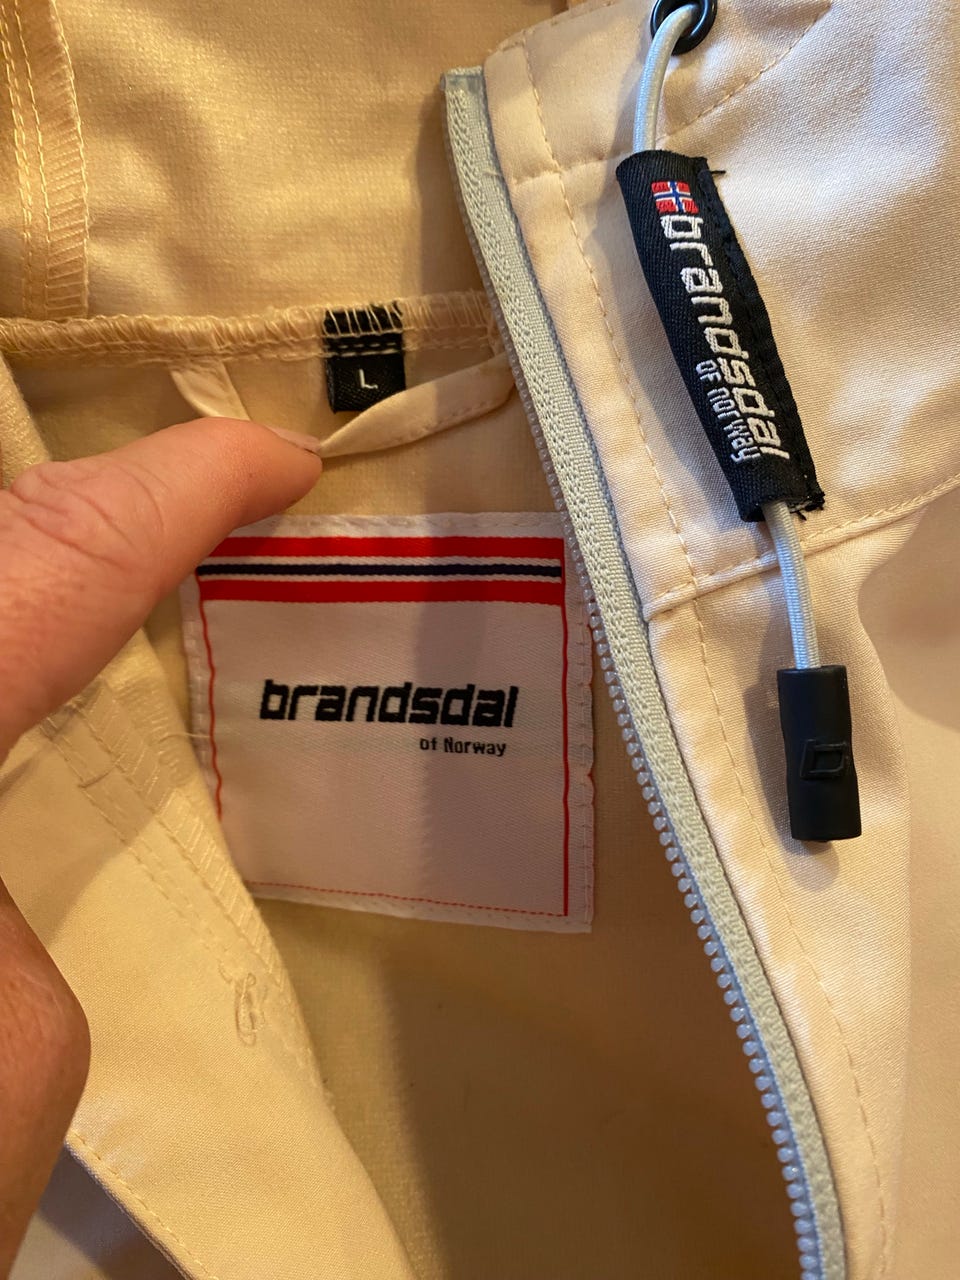 L
brandsdal
of Norway
brandsdal
OF norway